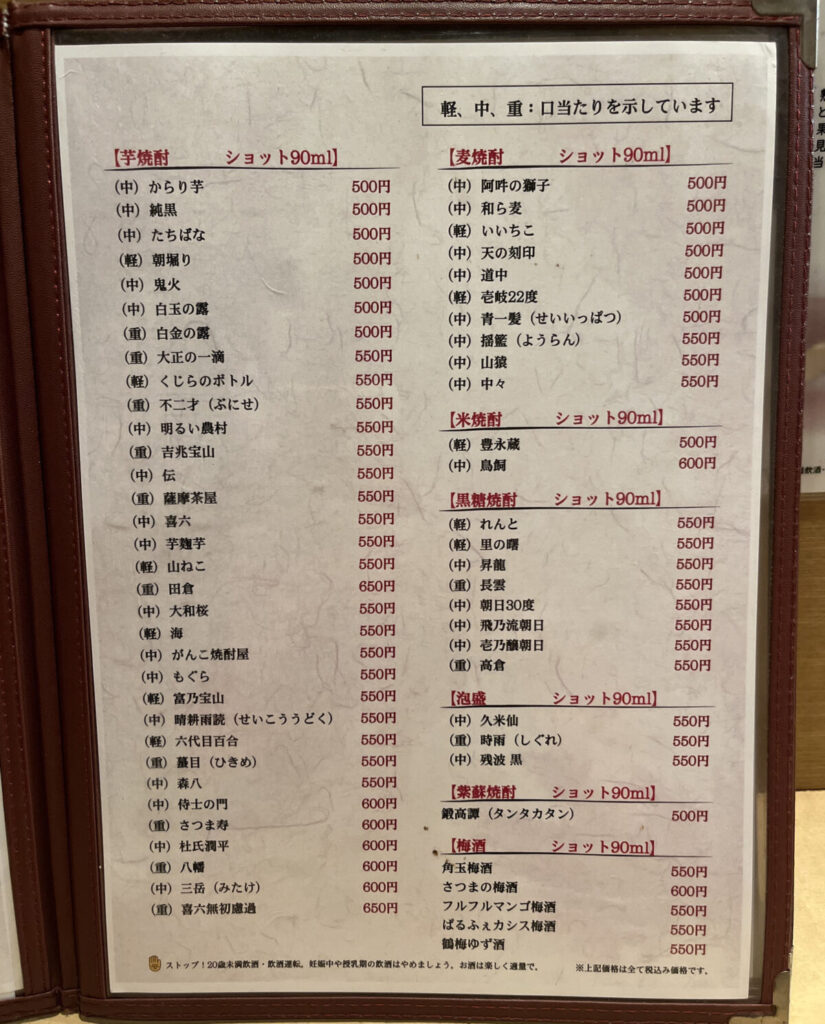 軽、中、重：口当たりを示しています
【芋焼酎 ショット90ml】
（中）からり芋 500円
（中）純黒 500円
（中）たちばな 500円
（軽）朝堀り 500円
（中）鬼火 500円
（中）白玉の露 500円
（重）白金の露 500円
（重）大正の一滴 550円
（軽）くじらのボトル 550円
（重）不二才（ぶにせ） 550円
（中）明るい農村 550円
（重）吉兆宝山 550円
（中）伝 550円
（重）薩摩茶屋 550円
（中）喜六 550円
（中）芋麹芋 550円
（軽）山ねこ 550円
（重）田倉 650円
（中）大和桜 550円
（軽）海 550円
（中）がんこ焼酎屋 550円
（中）もぐら 550円
（軽）富乃宝山 550円
（中）晴耕雨読（せいこううどく） 550円
（軽）六代目百合 550円
（重）蟇目（ひきめ） 550円
（中）森八 550円
（中）侍士の門 600円
（重）さつま寿 600円
（中）杜氏潤平 600円
（重）八幡 600円
（中）三岳（みたけ） 600円
（重）喜六無初慮過 650円
【麦焼酎 ショット90ml】
（中）阿吽の獅子 500円
（中）和ら麦 500円
（軽）いいちこ 500円
（中）天の刻印 500円
（中）道中 500円
（軽）壱岐22度 500円
（中）青一髪（せいいっぱつ） 500円
（中）揺籃（ようらん） 550円
（中）山猿 550円
（中）中々 550円
【米焼酎 ショット90ml】
（軽）豊永蔵 500円
（中）鳥飼 600円
【黒糖焼酎 ショット90ml】
（軽）れんと 550円
（軽）里の曙 550円
（中）昇龍 550円
（重）長雲 550円
（中）朝日30度 550円
（中）飛乃流朝日 550円
（中）壱乃醸朝日 550円
（重）高倉 550円
【泡盛 ショット90ml】
（中）久米仙 550円
（重）時雨（しぐれ） 550円
（中）残波 黒 550円
【紫蘇焼酎 ショット90ml】
鍛高譚（タンタカタン） 500円
【梅酒 ショット90ml】
角玉梅酒 550円
さつまの梅酒 600円
フルフルマンゴ梅酒 550円
ぱるふぇカシス梅酒 550円
鶴梅ゆず酒 550円
ストップ！20歳未満飲酒・飲酒運転。妊娠中や授乳期の飲酒はやめましょう。お酒は楽しく適量で。
※上記価格は全て税込み価格です。